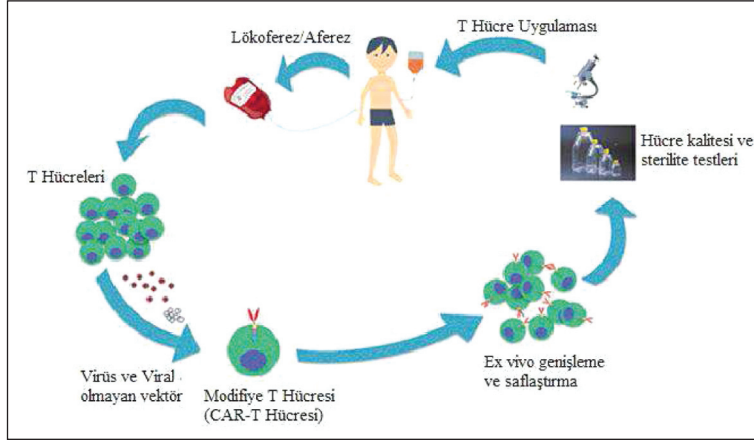 Lökoferez/Aferez
T Hücre Uygulaması
Hücre kalitesi ve
sterilite testleri
T Hücreleri
Virüs ve Viral
olmayan vektör
Modifiye T Hücresi
(CAR-T Hücresi)
Ex vivo genişleme
ve saflaştırma